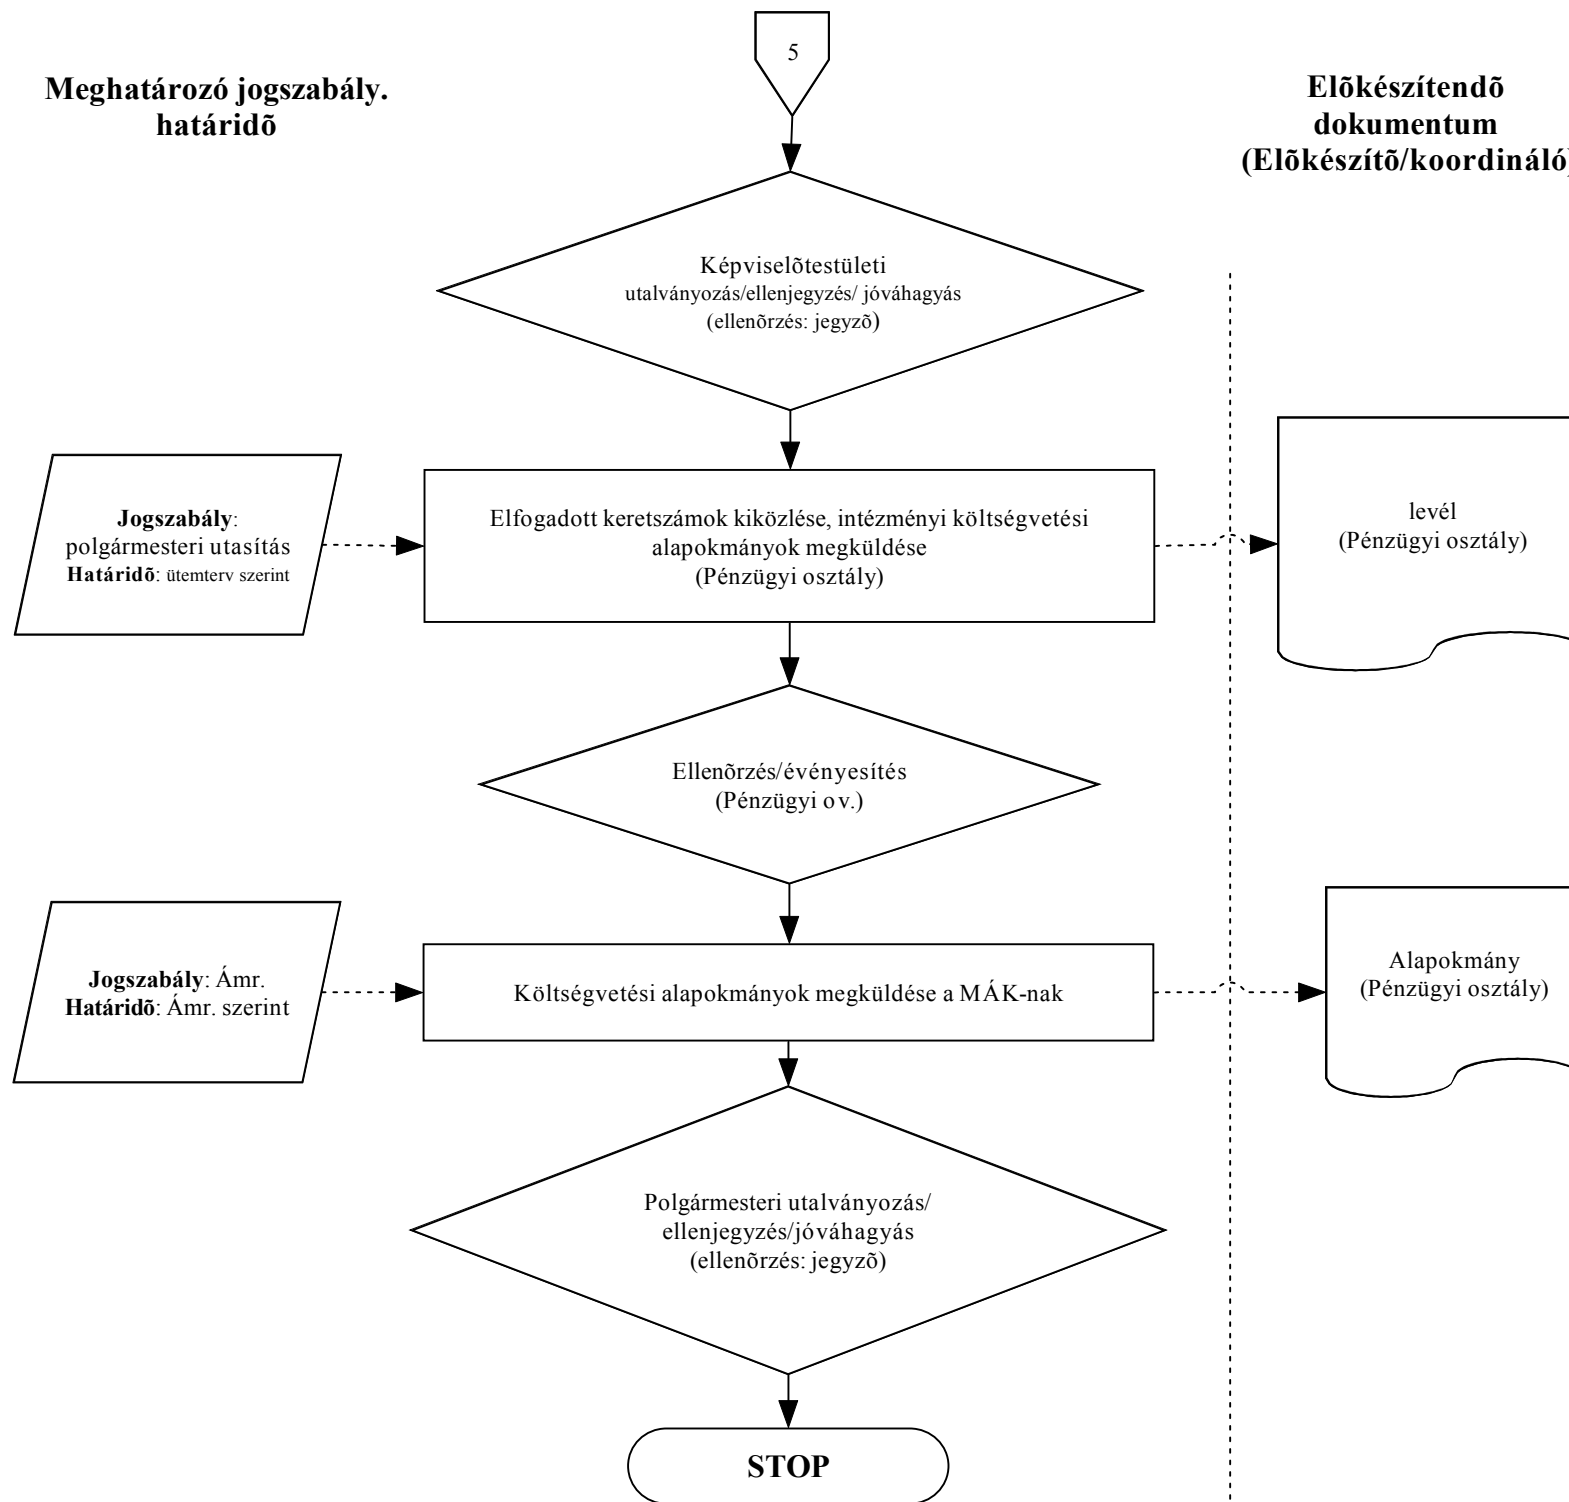 5
Meghatározó jogszabály.
határidõ
Elõkészítendõ
dokumentum
(Elõkészítõ/koordináló)
Képviselõtestületi
utalványozás/ellenjegyzés/ jóváhagyás
(ellenõrzés: jegyzõ)
Jogszabály:
polgármesteri utasítás
Határidõ: ütemterv szerint
Elfogadott keretszámok kiközlése, intézményi költségvetési
alapokmányok megküldése
(Pénzügyi osztály)
levél
(Pénzügyi osztály)
Ellenõrzés/évényesítés
(Pénzügyi ov.)
Jogszabály: Ámr.
Határidõ: Ámr. szerint
Költségvetési alapokmányok megküldése a MÁK-nak
Alapokmány
(Pénzügyi osztály)
Polgármesteri utalványozás/
ellenjegyzés/jóváhagyás
(ellenõrzés: jegyzõ)
STOP